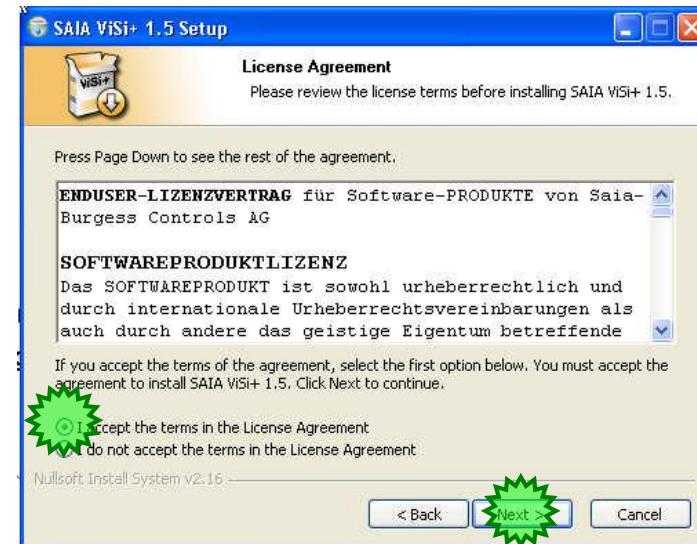 SAIA ViSi+ 1.5 Setup
ViSi+
License Agreement
Please review the license terms before installing SAIA ViSi+ 1.5.
Press Page Down to see the rest of the agreement.
ENDUSER-LIZENZVERTRAG für Software-PRODUKTE von Saia-
Burgess Controls AG
SOFTWAREPRODUKTLIZENZ
Das SOFTWAREPRODUKT ist sowohl urheberrechtlich und
durch internationale Urheberrechtsvereinbarungen als
auch durch andere das geistige Eigentum betreffende
If you accept the terms of the agreement, select the first option below. You must accept the
agreement to install SAIA ViSi+ 1.5. Click Next to continue.
I accept the terms in the License Agreement
I do not accept the terms in the License Agreement
Nullsoft Install System v2.16
< Back
Next >
Cancel